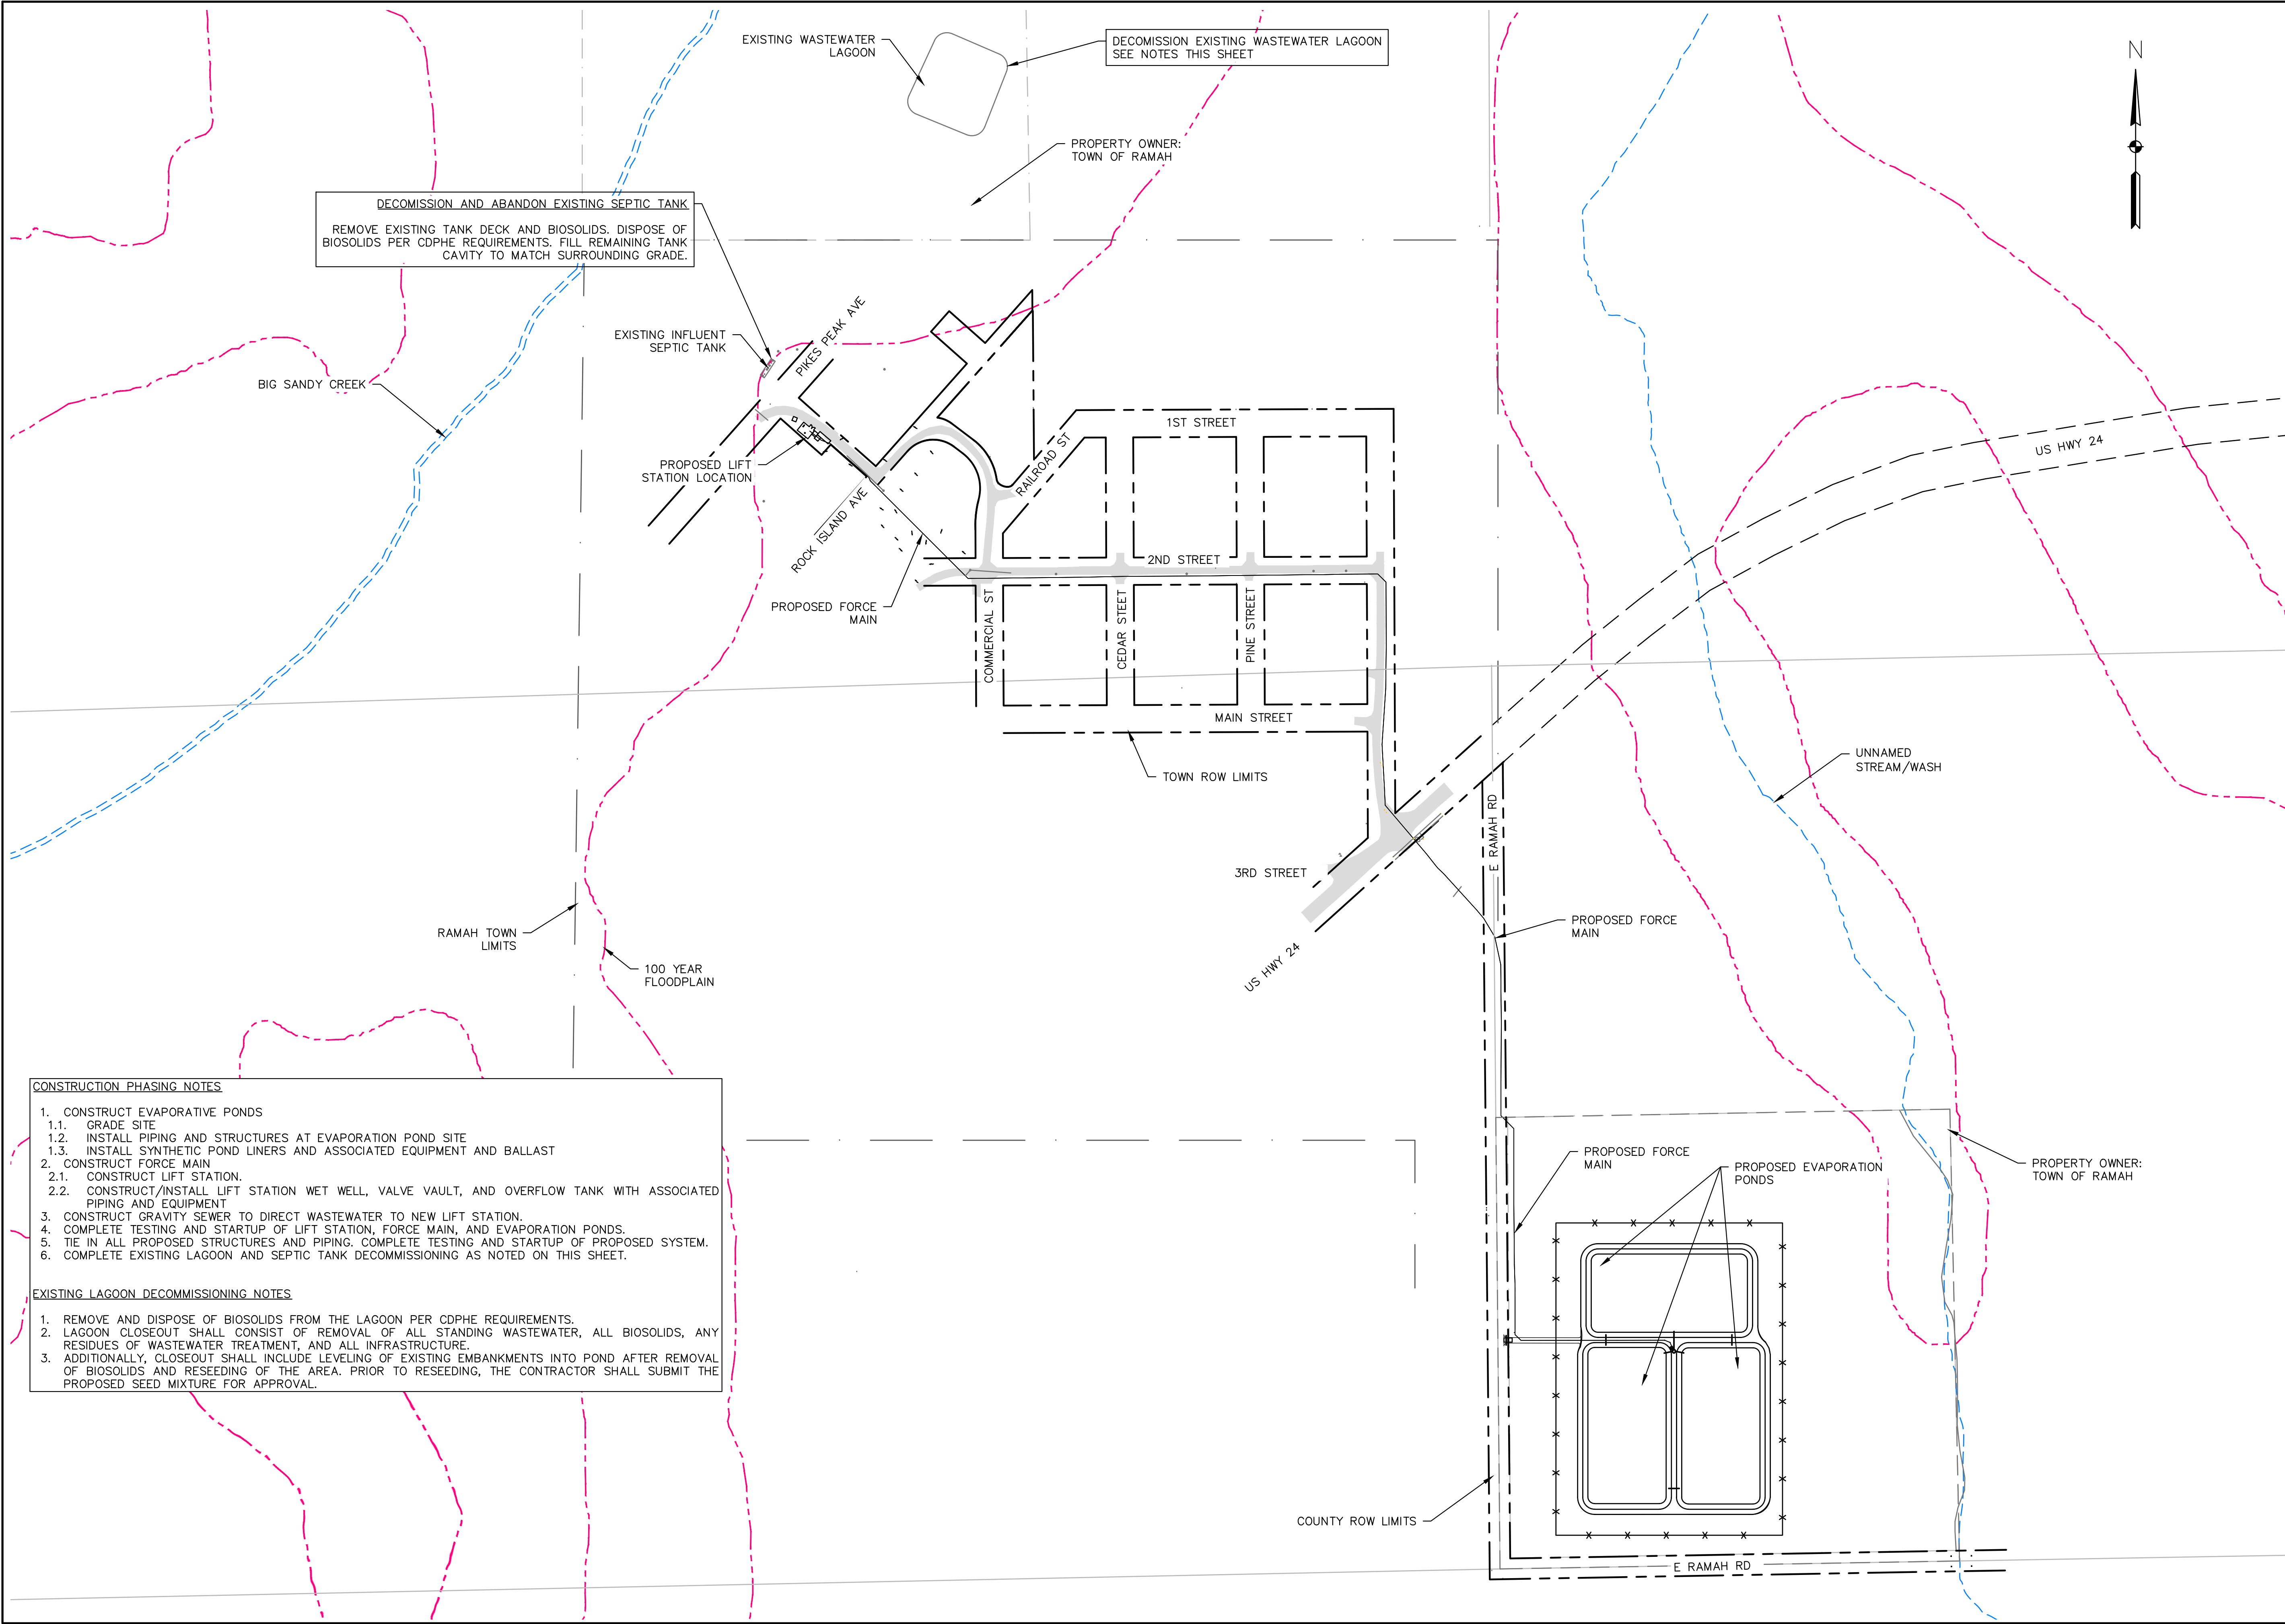 EXISTING WASTEWATER
LAGOON
DECOMISSION EXISTING WASTEWATER LAGOON
SEE NOTES THIS SHEET
N
PROPERTY OWNER:
TOWN OF RAMAH
DECOMISSION AND ABANDON EXISTING SEPTIC TANK
REMOVE EXISTING TANK DECK AND BIOSOLIDS. DISPOSE OF
BIOSOLIDS PER CDPHE REQUIREMENTS. FILL REMAINING TANK
CAVITY TO MATCH SURROUNDING GRADE.
EXISTING INFLUENT
SEPTIC TANK
PIKES PEAK AVE
BIG SANDY CREEK
1ST STREET
RAILROAD ST
US HWY 24
PROPOSED LIFT
STATION LOCATION
ROCK ISLAND AVE
2ND STREET
PROPOSED FORCE
MAIN
COMMERCIAL ST
CEDAR STEET
PINE STREET
MAIN STREET
TOWN ROW LIMITS
UNNAMED
STREAM/WASH
E RAMAH RD
3RD STREET
PROPOSED FORCE
MAIN
RAMAH TOWN
LIMITS
100 YEAR
FLOODPLAIN
US HWY 24
CONSTRUCTION PHASING NOTES
1. CONSTRUCT EVAPORATIVE PONDS
1.1. GRADE SITE
1.2. INSTALL PIPING AND STRUCTURES AT EVAPORATION POND SITE
1.3. INSTALL SYNTHETIC POND LINERS AND ASSOCIATED EQUIPMENT AND BALLAST
2. CONSTRUCT FORCE MAIN
2.1. CONSTRUCT LIFT STATION.
2.2. CONSTRUCT/INSTALL LIFT STATION WET WELL, VALVE VAULT, AND OVERFLOW TANK WITH ASSOCIATED
PIPING AND EQUIPMENT
3. CONSTRUCT GRAVITY SEWER TO DIRECT WASTEWATER TO NEW LIFT STATION.
4. COMPLETE TESTING AND STARTUP OF LIFT STATION, FORCE MAIN, AND EVAPORATION PONDS.
5. TIE IN ALL PROPOSED STRUCTURES AND PIPING. COMPLETE TESTING AND STARTUP OF PROPOSED SYSTEM.
6. COMPLETE EXISTING LAGOON AND SEPTIC TANK DECOMMISSIONING AS NOTED ON THIS SHEET.
EXISTING LAGOON DECOMMISSIONING NOTES
1. REMOVE AND DISPOSE OF BIOSOLIDS FROM THE LAGOON PER CDPHE REQUIREMENTS.
2. LAGOON CLOSEOUT SHALL CONSIST OF REMOVAL OF ALL STANDING WASTEWATER, ALL BIOSOLIDS, ANY
RESIDUES OF WASTEWATER TREATMENT, AND ALL INFRASTRUCTURE.
3. ADDITIONALLY, CLOSEOUT SHALL INCLUDE LEVELING OF EXISTING EMBANKMENTS INTO POND AFTER REMOVAL
OF BIOSOLIDS AND RESEEDING OF THE AREA. PRIOR TO RESEEDING, THE CONTRACTOR SHALL SUBMIT THE
PROPOSED SEED MIXTURE FOR APPROVAL.
PROPOSED FORCE
MAIN
PROPOSED EVAPORATION
PONDS
PROPERTY OWNER:
TOWN OF RAMAH
COUNTY ROW LIMITS
E RAMAH RD